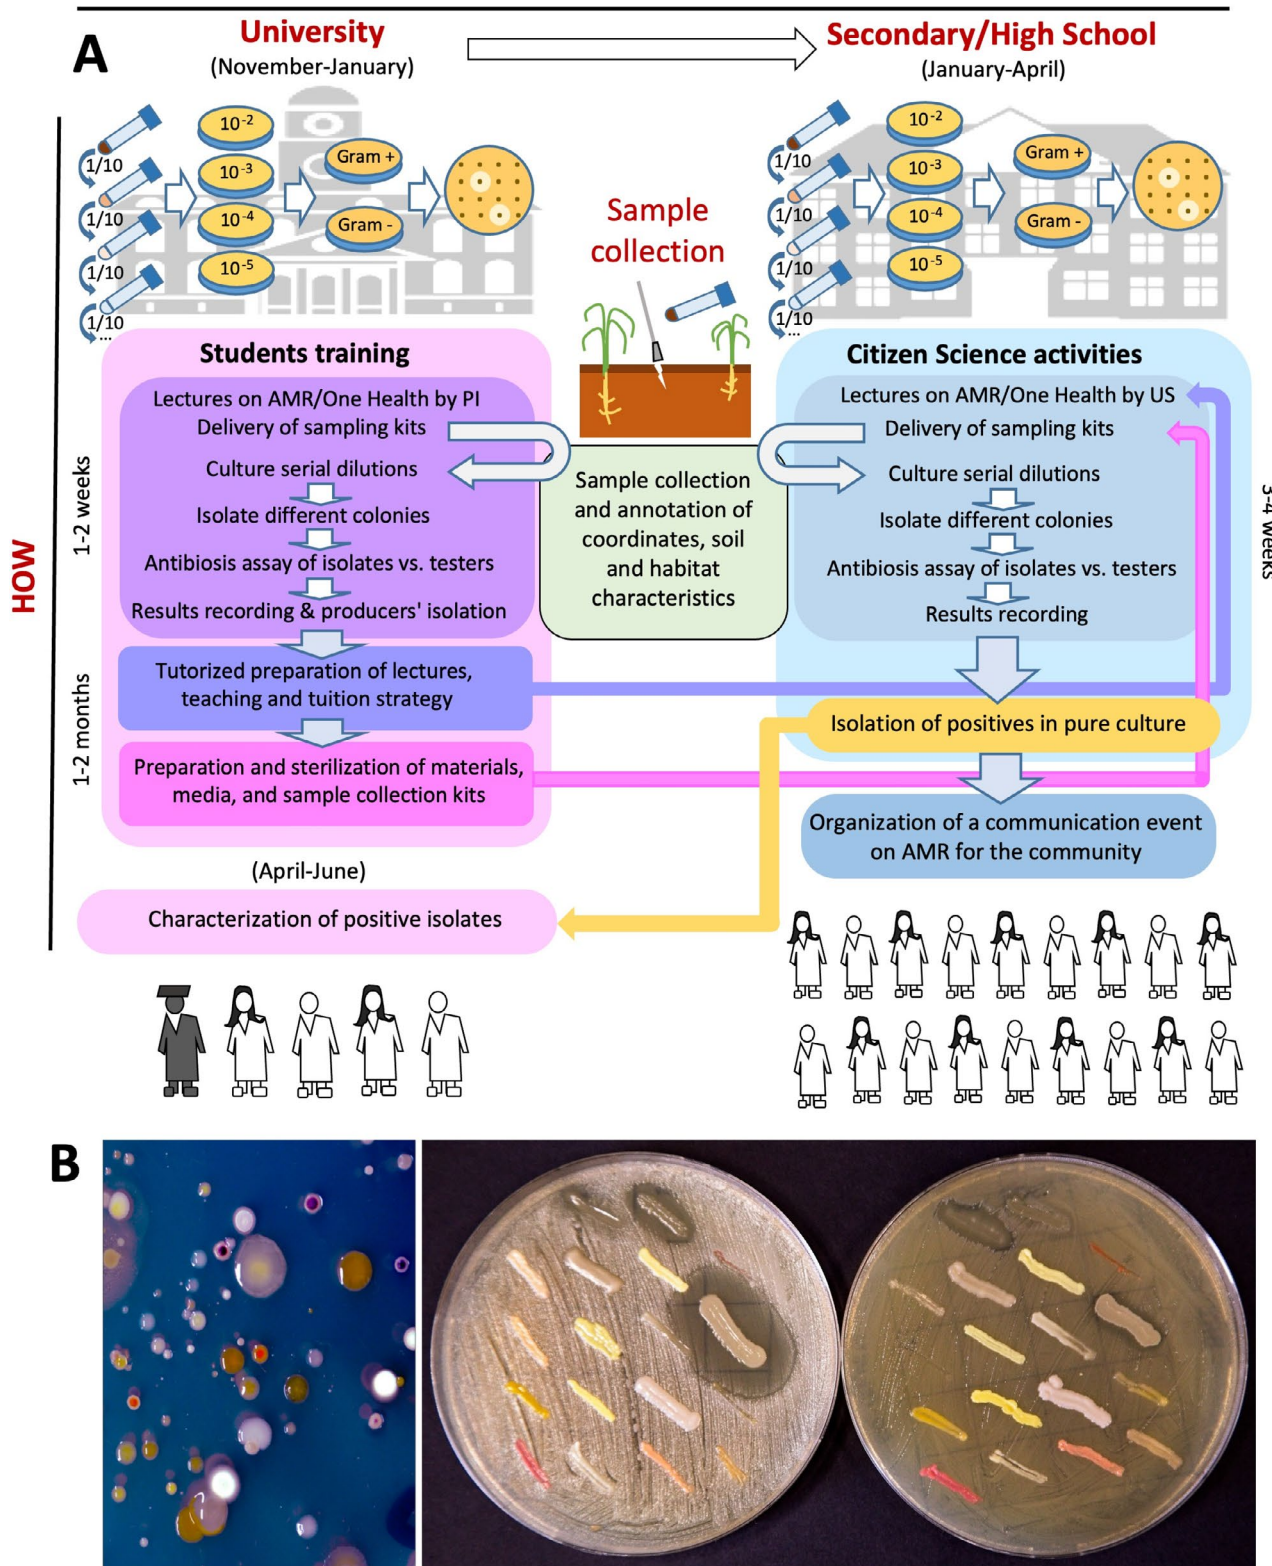 A
University
(November-January)
Secondary/High School
(January-April)
1/10
1/10
1/10
1/10
...
10-2
10-3
10-4
10-5
Gram +
Gram -
Sample
collection
1/10
1/10
1/10
1/10
...
10-2
10-3
10-4
10-5
Gram +
Gram -
HOW
1-2 weeks
1-2 months
Students training
Lectures on AMR/One Health by PI
Delivery of sampling kits
Culture serial dilutions
Isolate different colonies
Antibiosis assay of isolates vs. testers
Results recording & producers' isolation
Tutorized preparation of lectures,
teaching and tuition strategy
Preparation and sterilization of materials,
media, and sample collection kits
(April-June)
Characterization of positive isolates
Sample collection
and annotation of
coordinates, soil
and habitat
characteristics
Citizen Science activities
Lectures on AMR/One Health by US
Delivery of sampling kits
Culture serial dilutions
Isolate different colonies
Antibiosis assay of isolates vs. testers
Results recording
Isolation of positives in pure culture
Organization of a communication event
on AMR for the community
3-4 weeks
B